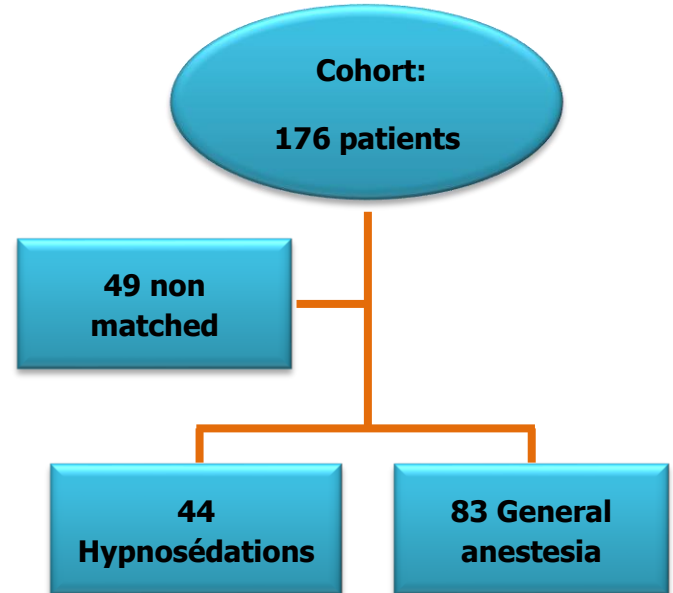 Cohort:
176 patients
49 non
matched
44
Hypnosédations
83 General
anestesia